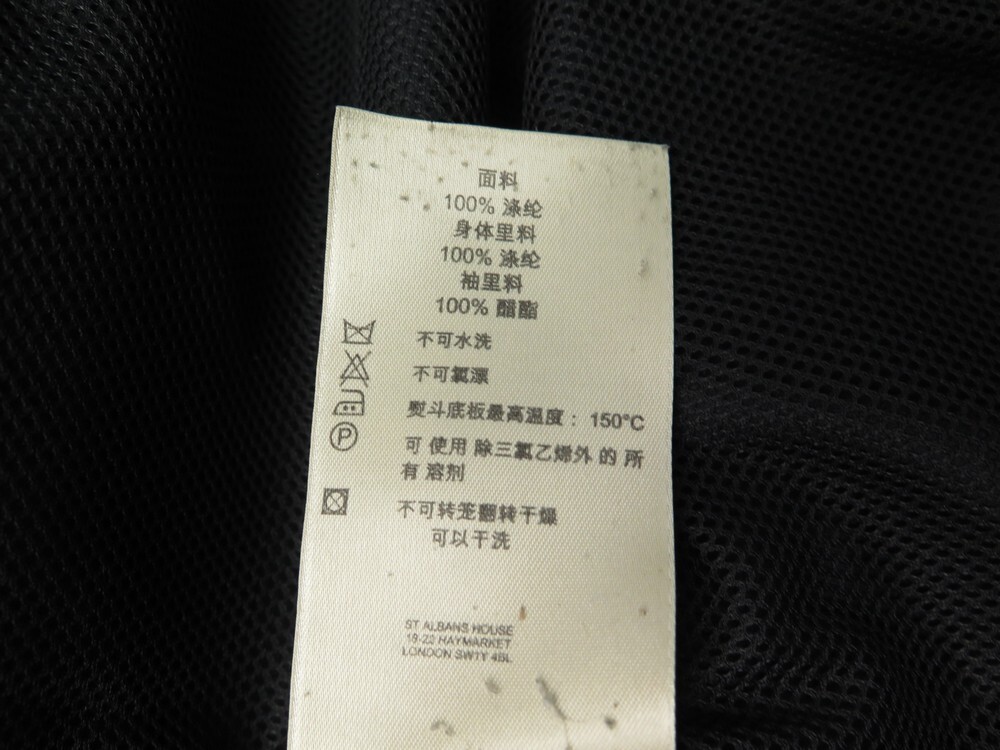 面料
100% 涤纶
身体里料
100% 涤纶
袖里料
100% 醋酯
不可水洗
不可氯漂
熨斗底板最高温度： 150°C
P
可 使用 除三氯乙烯外 的 所
有 溶剂
不可转笼翻转干燥
可以干洗
ST ALBANS HOUSE
19-22 HAYMARKET
LONDON SW1Y 4BL